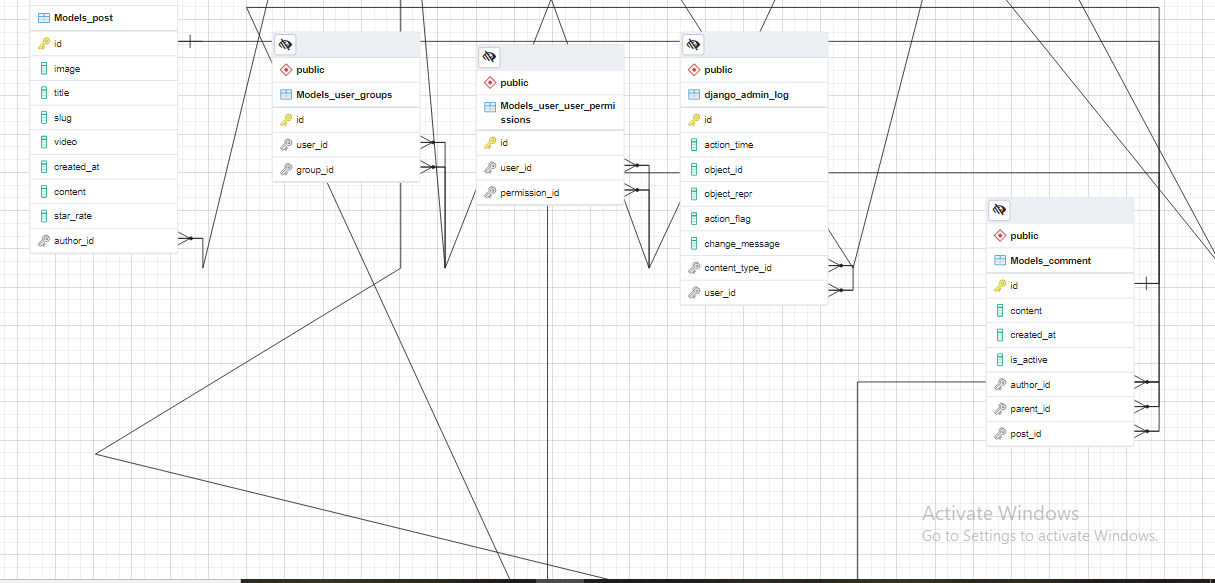 Models_post
id
image
title
slug
video
created_at
content
star_rate
author_id
public
Models_user_groups
id
user_id
group_id
public
Models_user_user_permi
ssions
id
user_id
permission_id
public
django_admin_log
id
action_time
object_id
object_repr
action_flag
change_message
content_type_id
user_id
public
Models_comment
id
content
created_at
is_active
author_id
parent_id
post_id
Activate Windows
Go to Settings to activate Windows.